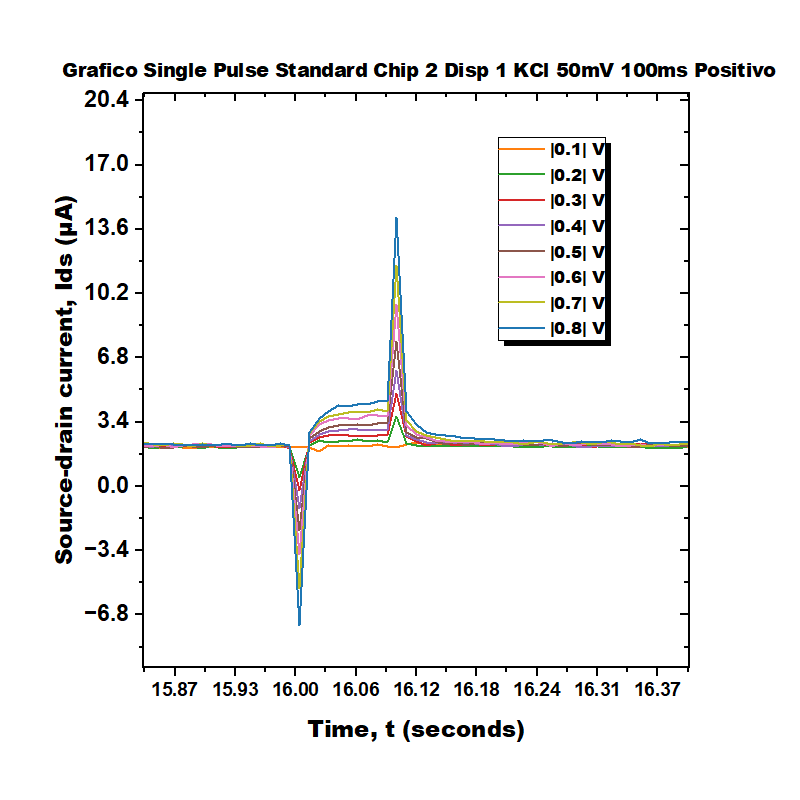 Grafico Single Pulse Standard Chip 2 Disp 1 KCl 50mV 100ms Positivo
20.4
17.0
13.6
10.2
6.8
3.4
0.0
−3.4
−6.8
Source-drain current, Ids (µA)
|0.1| V
|0.2| V
|0.3| V
|0.4| V
|0.5| V
|0.6| V
|0.7| V
|0.8| V
15.87 15.93 16.00 16.06 16.12 16.18 16.24 16.31 16.37
Time, t (seconds)